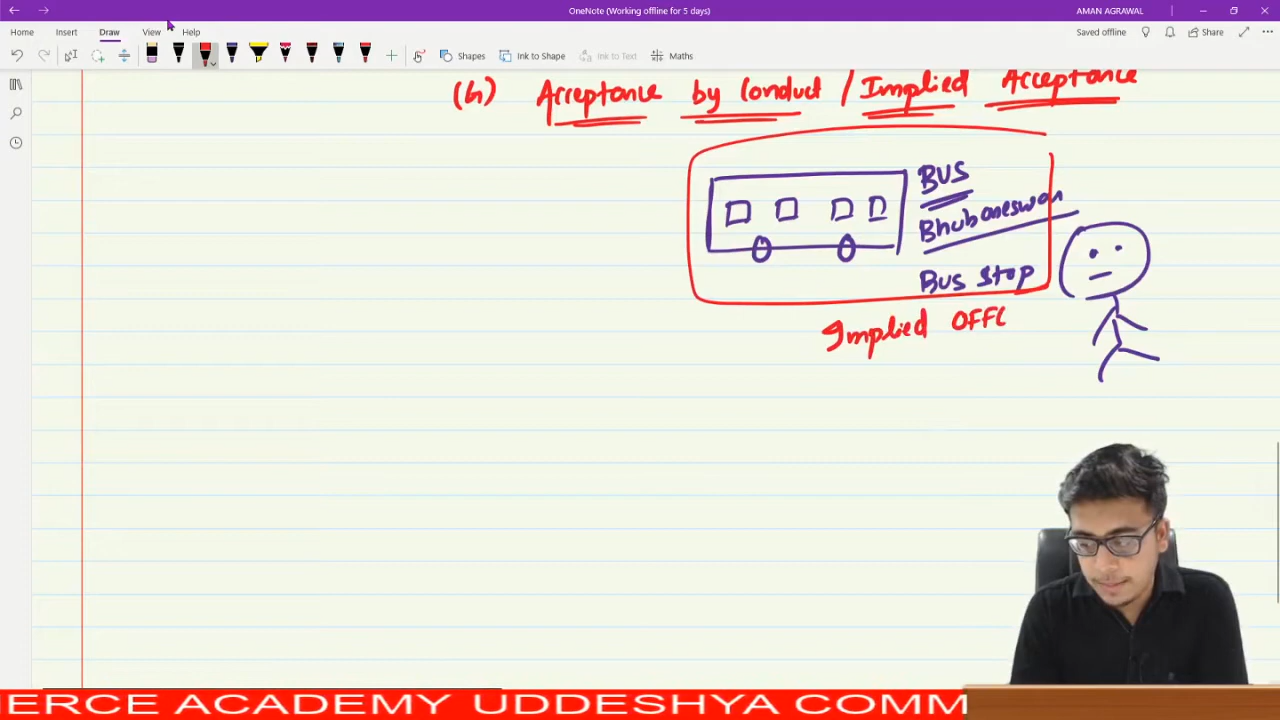 OneNote (Working offline for 5 days)
AMAN AGRAWAL
Home Insert Draw View Help
Saved offline
Share
Shapes
Ink to Shape
Ink to Text
Maths
(h) Acceptance by Conduct / Implied Acceptance
BUS
Bhubaneswar
Bus Stop
Implied OFFE
ERCE ACADEMY UDDESHYA COMM